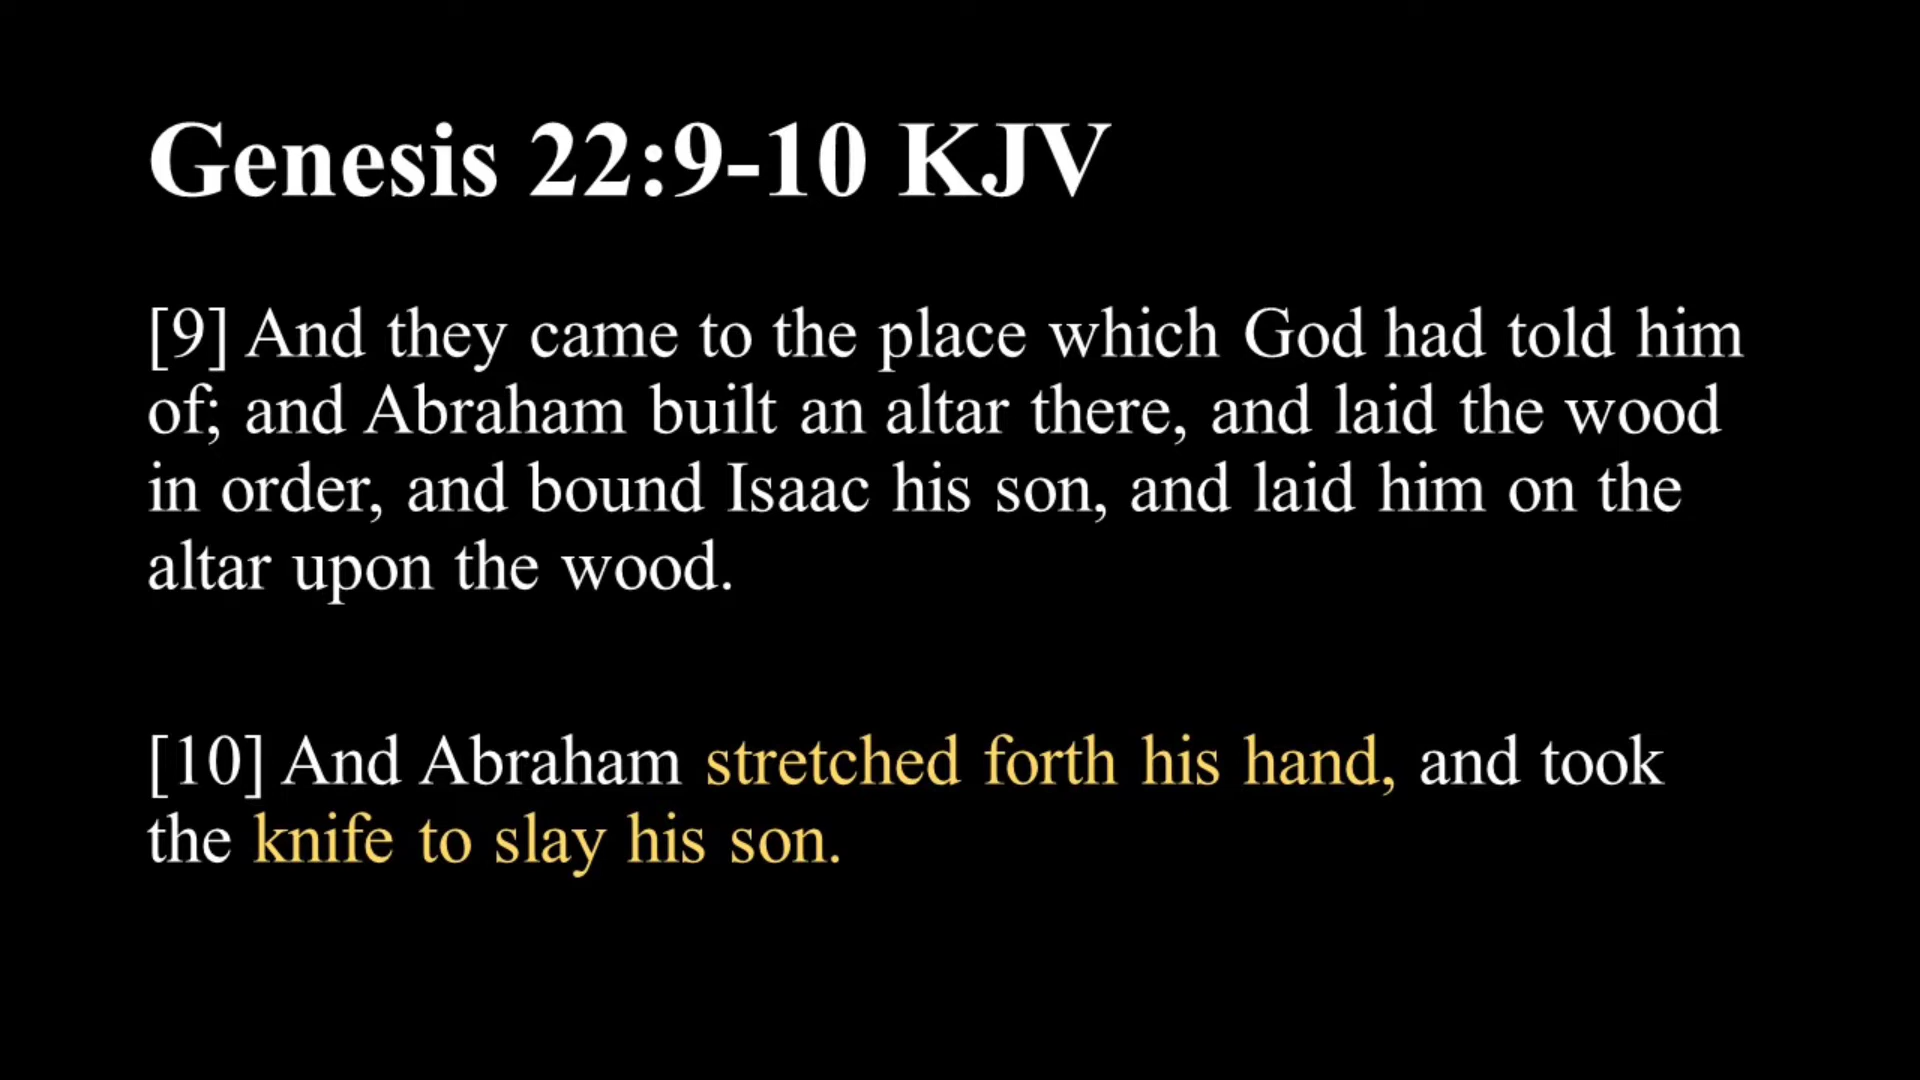 Genesis 22:9-10 KJV
[9] And they came to the place which God had told him
of; and Abraham built an altar there, and laid the wood
in order, and bound Isaac his son, and laid him on the
altar upon the wood.
[10] And Abraham stretched forth his hand, and took
the knife to slay his son.